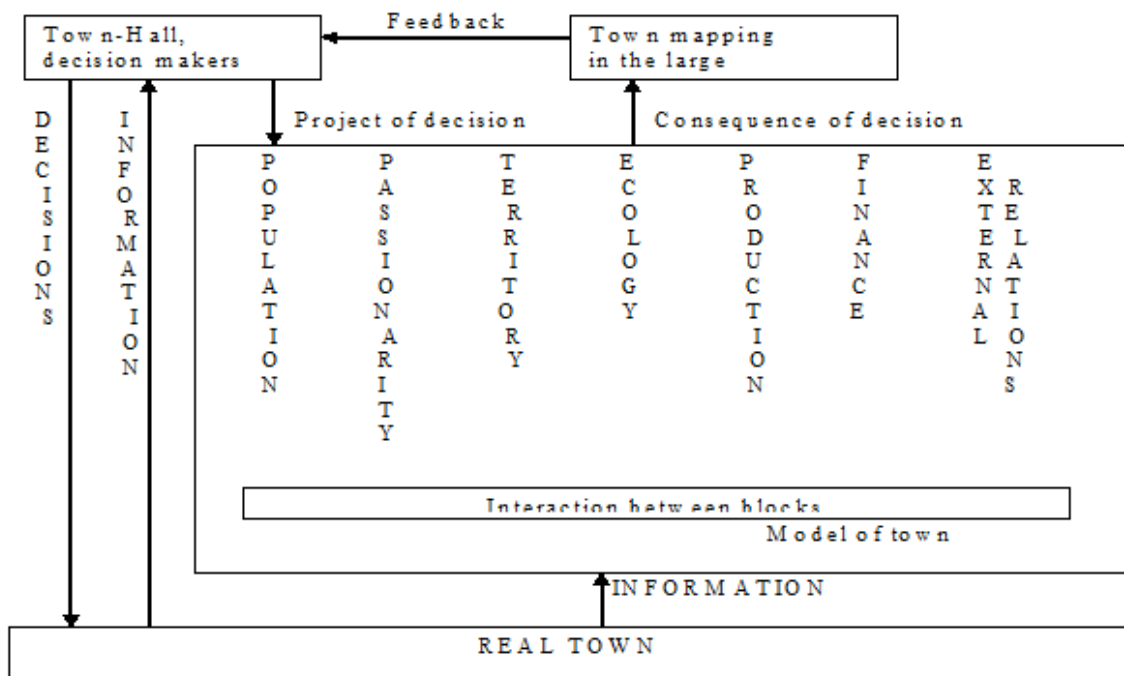 Feedback
Town-Hall,
decision makers
Town mapping
in the large
DECISIONS
INFORMATION
Project of decision
Consequence of decision
POPULATION
PASSIONARITY
TERRITORY
ECOLOGY
PRODUCTION
FINANCE
EXTERNAL
RELATIONS
Interaction between blocks
Model of town
INFORMATION
REAL TOWN